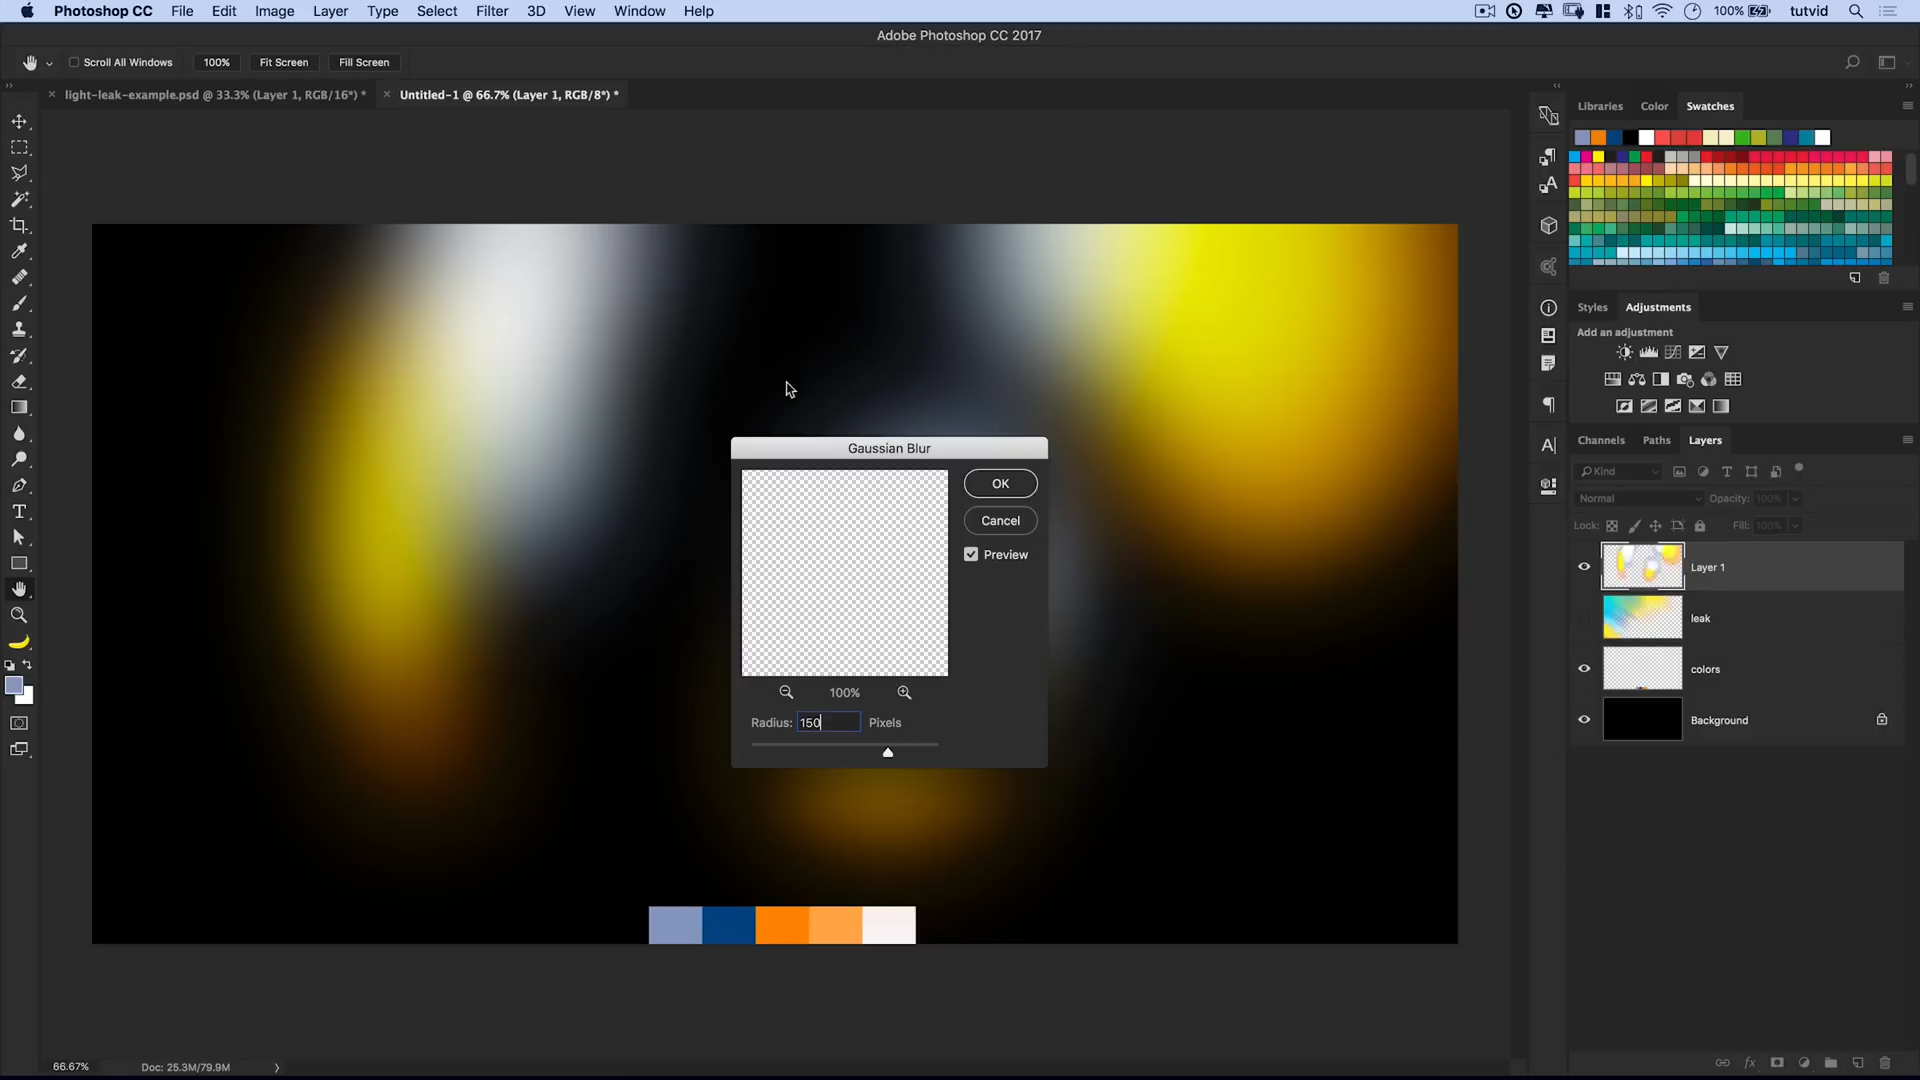 Photoshop CC File Edit Image Layer Type Select Filter 3D View Window Help 100% tutvid
Adobe Photoshop CC 2017
Scroll All Windows 100% Fit Screen Fill Screen
light-leak-example.psd @ 33.3% (Layer 1, RGB/16*) * Untitled-1 @ 66.7% (Layer 1, RGB/8*) *
Libraries Color Swatches
Styles Adjustments
Add an adjustment
Channels Paths Layers
Kind
Normal Opacity: 100%
Lock: Fill: 100%
Layer 1
leak
colors
Background
Gaussian Blur
OK
Cancel
Preview
100%
Radius: 150 Pixels
66.67% Doc: 25.3M/79.9M